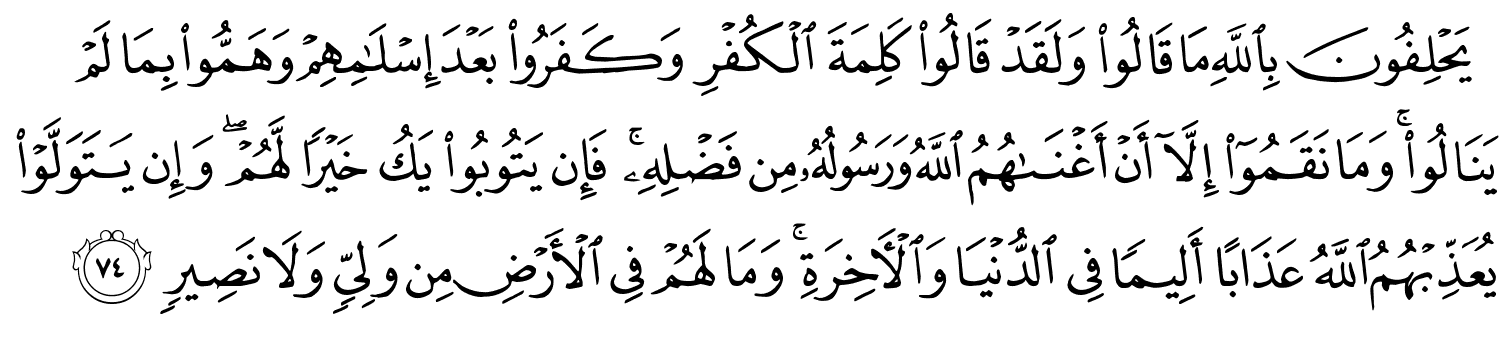 يَحْلِفُونَ بِٱللَّهِ مَا قَالُوا۟ وَلَقَدْ قَالُوا۟ كَلِمَةَ ٱلْكُفْرِ وَكَفَرُوا۟ بَعْدَ إِسْلَـٰمِهِمْ وَهَمُّوا۟ بِمَا لَمْ
يَنَالُوا۟ ۚ وَمَا نَقَمُوٓا۟ إِلَّآ أَنْ أَغْنَىٰهُمُ ٱللَّهُ وَرَسُولُهُۥ مِن فَضْلِهِۦ ۚ فَإِن يَتُوبُوا۟ يَكُ خَيْرًا لَّهُمْ ۖ وَإِن يَتَوَلَّوْا۟
يُعَذِّبْهُمُ ٱللَّهُ عَذَابًا أَلِيمًا فِى ٱلدُّنْيَا وَٱلْـَٔاخِرَةِ ۚ وَمَا لَهُمْ فِى ٱلْأَرْضِ مِن وَلِىٍّ وَلَا نَصِيرٍ ٧٤